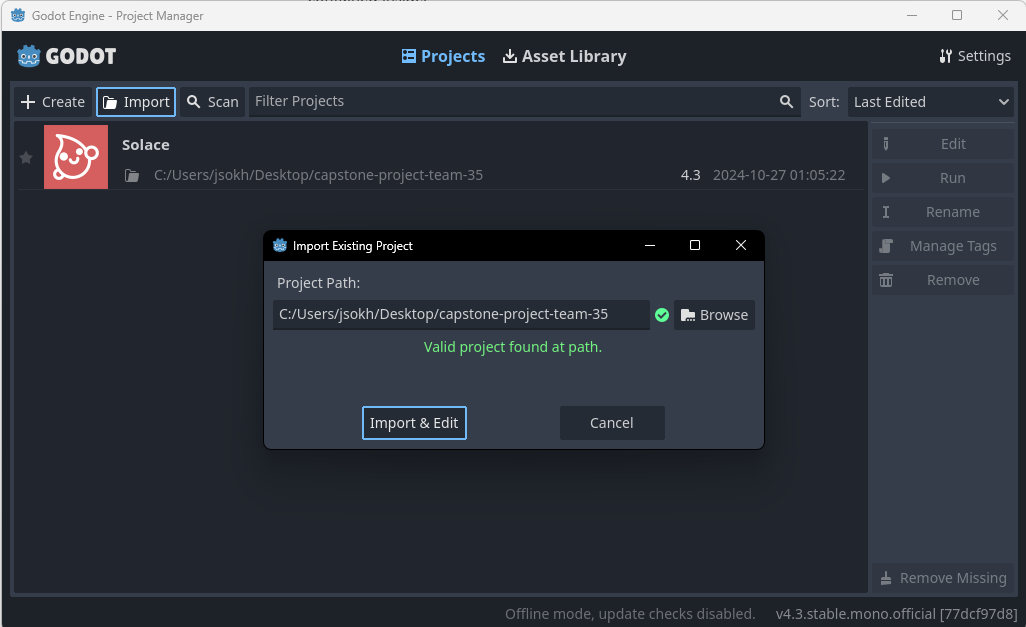 Godot Engine - Project Manager
GODOT
Projects
Asset Library
Settings
Create
Import
Scan
Filter Projects
Sort:
Last Edited
Solace
C:/Users/jsokh/Desktop/capstone-project-team-35
4.3
2024-10-27 01:05:22
Edit
Run
Rename
Manage Tags
Remove
Import Existing Project
Project Path:
C:/Users/jsokh/Desktop/capstone-project-team-35
Browse
Valid project found at path.
Import & Edit
Cancel
Remove Missing
Offline mode, update checks disabled.
v4.3.stable.mono.official [77dcf97d8]